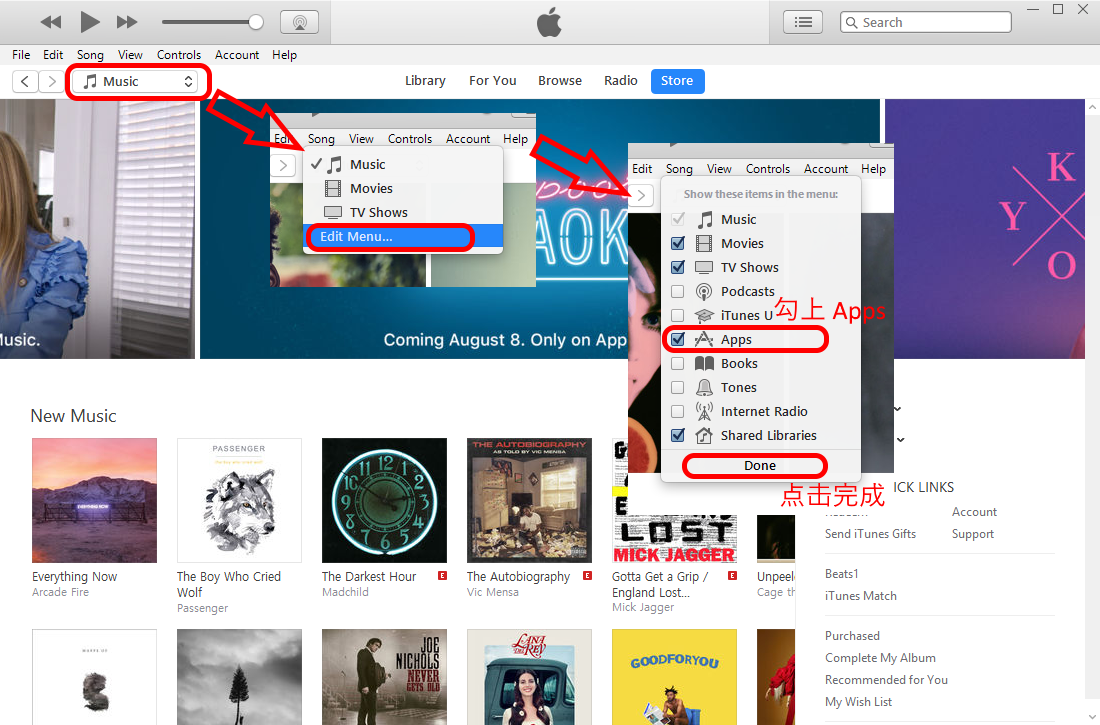 Search
File Edit Song View Controls Account Help
Music
Library For You Browse Radio Store
Edit Song View Controls Account Help
Music
Movies
TV Shows
Edit Menu...
Edit Song View Controls Account Help
Show these items in the menu:
Music
Movies
TV Shows
Podcasts
iTunes U
勾上 Apps
Apps
Books
Tones
Internet Radio
Shared Libraries
Done
点击完成
Music.
AOK
Coming August 8. Only on App
K
Y
O
New Music
EVERYTHING NOW
PASSENGER
THE AUTOBIOGRAPHY
AS TOLD BY VIC MENSA
LOST
MICK JAGGER
Everything Now
Arcade Fire
The Boy Who Cried
Wolf
Passenger
The Darkest Hour
E
Madchild
The Autobiography
E
Vic Mensa
Gotta Get a Grip /
E
England Lost...
Mick Jagger
Unpeele
Cage th
JOE
NICHOLS
NEVER
GETS OLD
LANA
DEL REY
GOODFORYOU
ICK LINKS
Account
Send iTunes Gifts
Support
Beats1
iTunes Match
Purchased
Complete My Album
Recommended for You
My Wish List